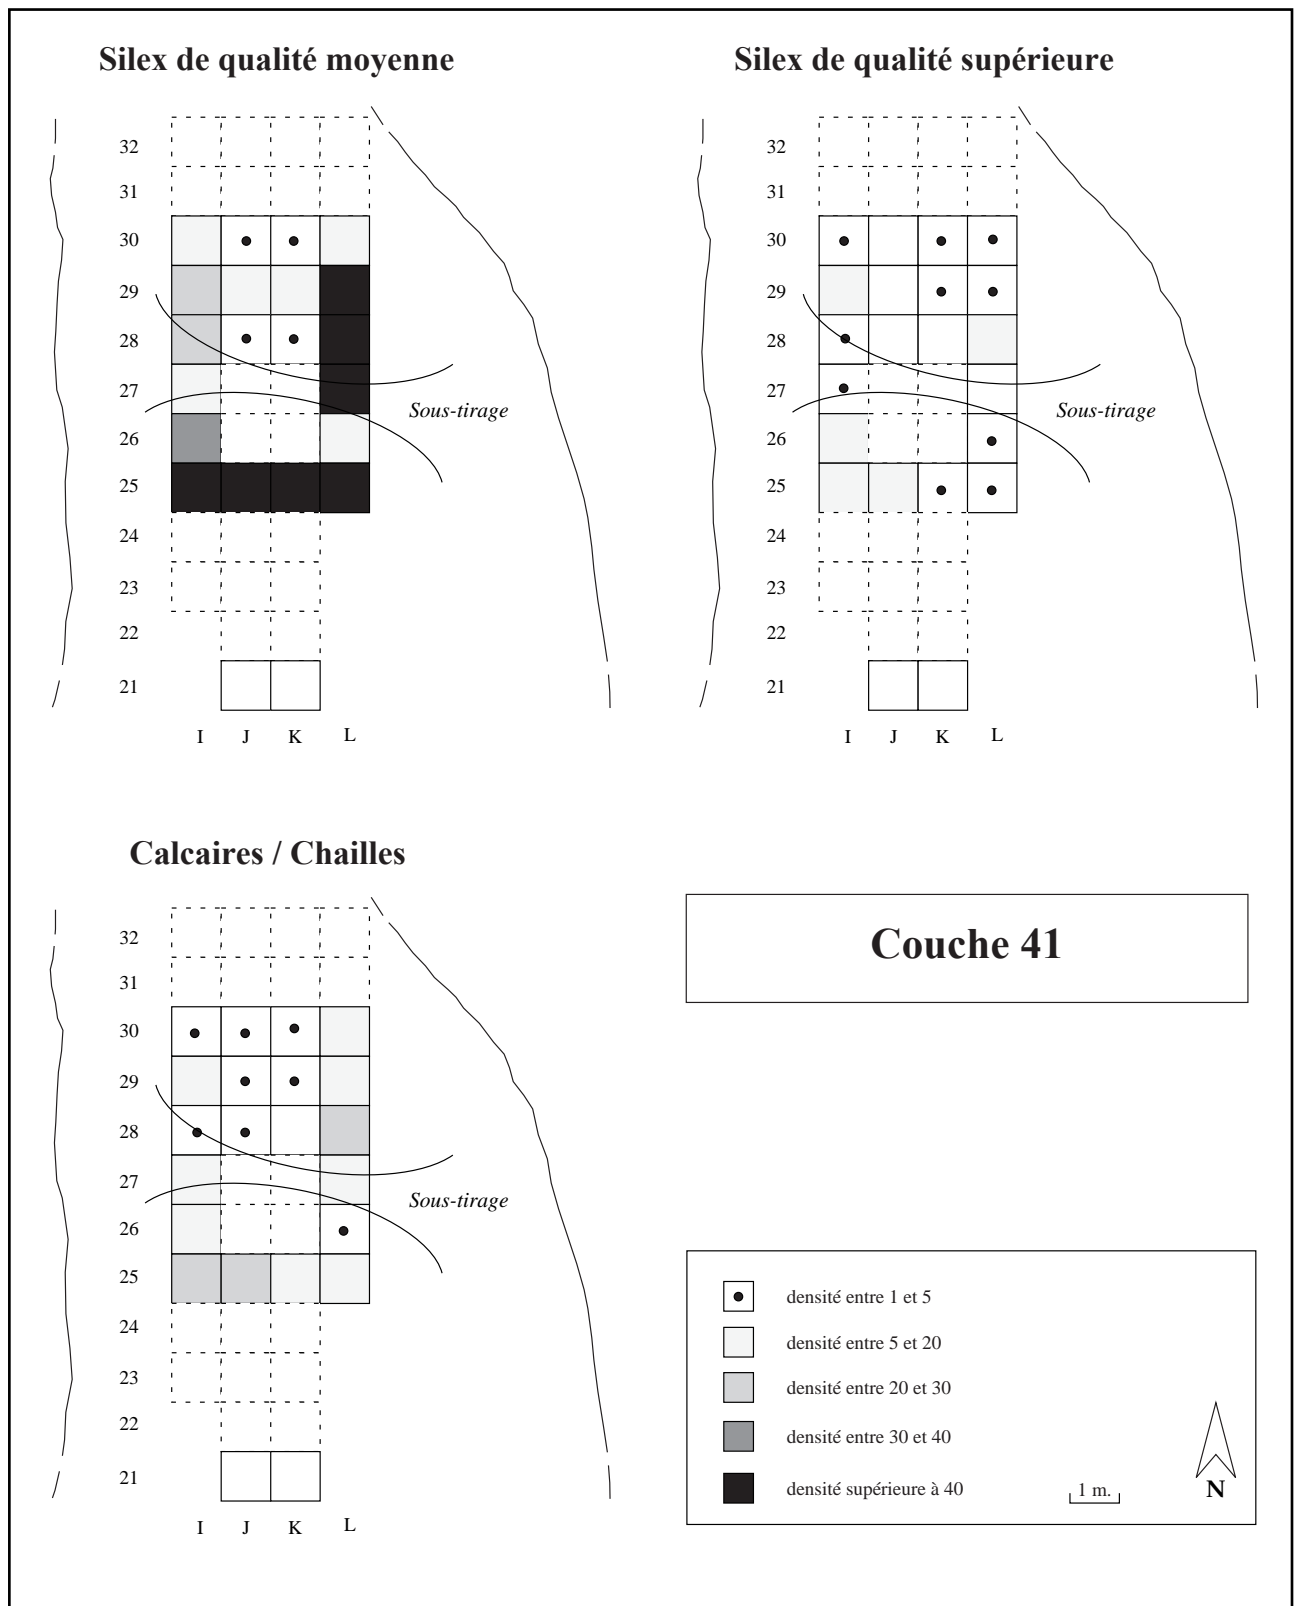 Silex de qualité moyenne
32
31
30
29
28
27
26
25
24
23
22
21
Sous-tirage
I J K L
Silex de qualité supérieure
32
31
30
29
28
27
26
25
24
23
22
21
Sous-tirage
I J K L
Calcaires / Chailles
32
31
30
29
28
27
26
25
24
23
22
21
Sous-tirage
I J K L
Couche 41
densité entre 1 et 5
densité entre 5 et 20
densité entre 20 et 30
densité entre 30 et 40
densité supérieure à 40
1 m.
N